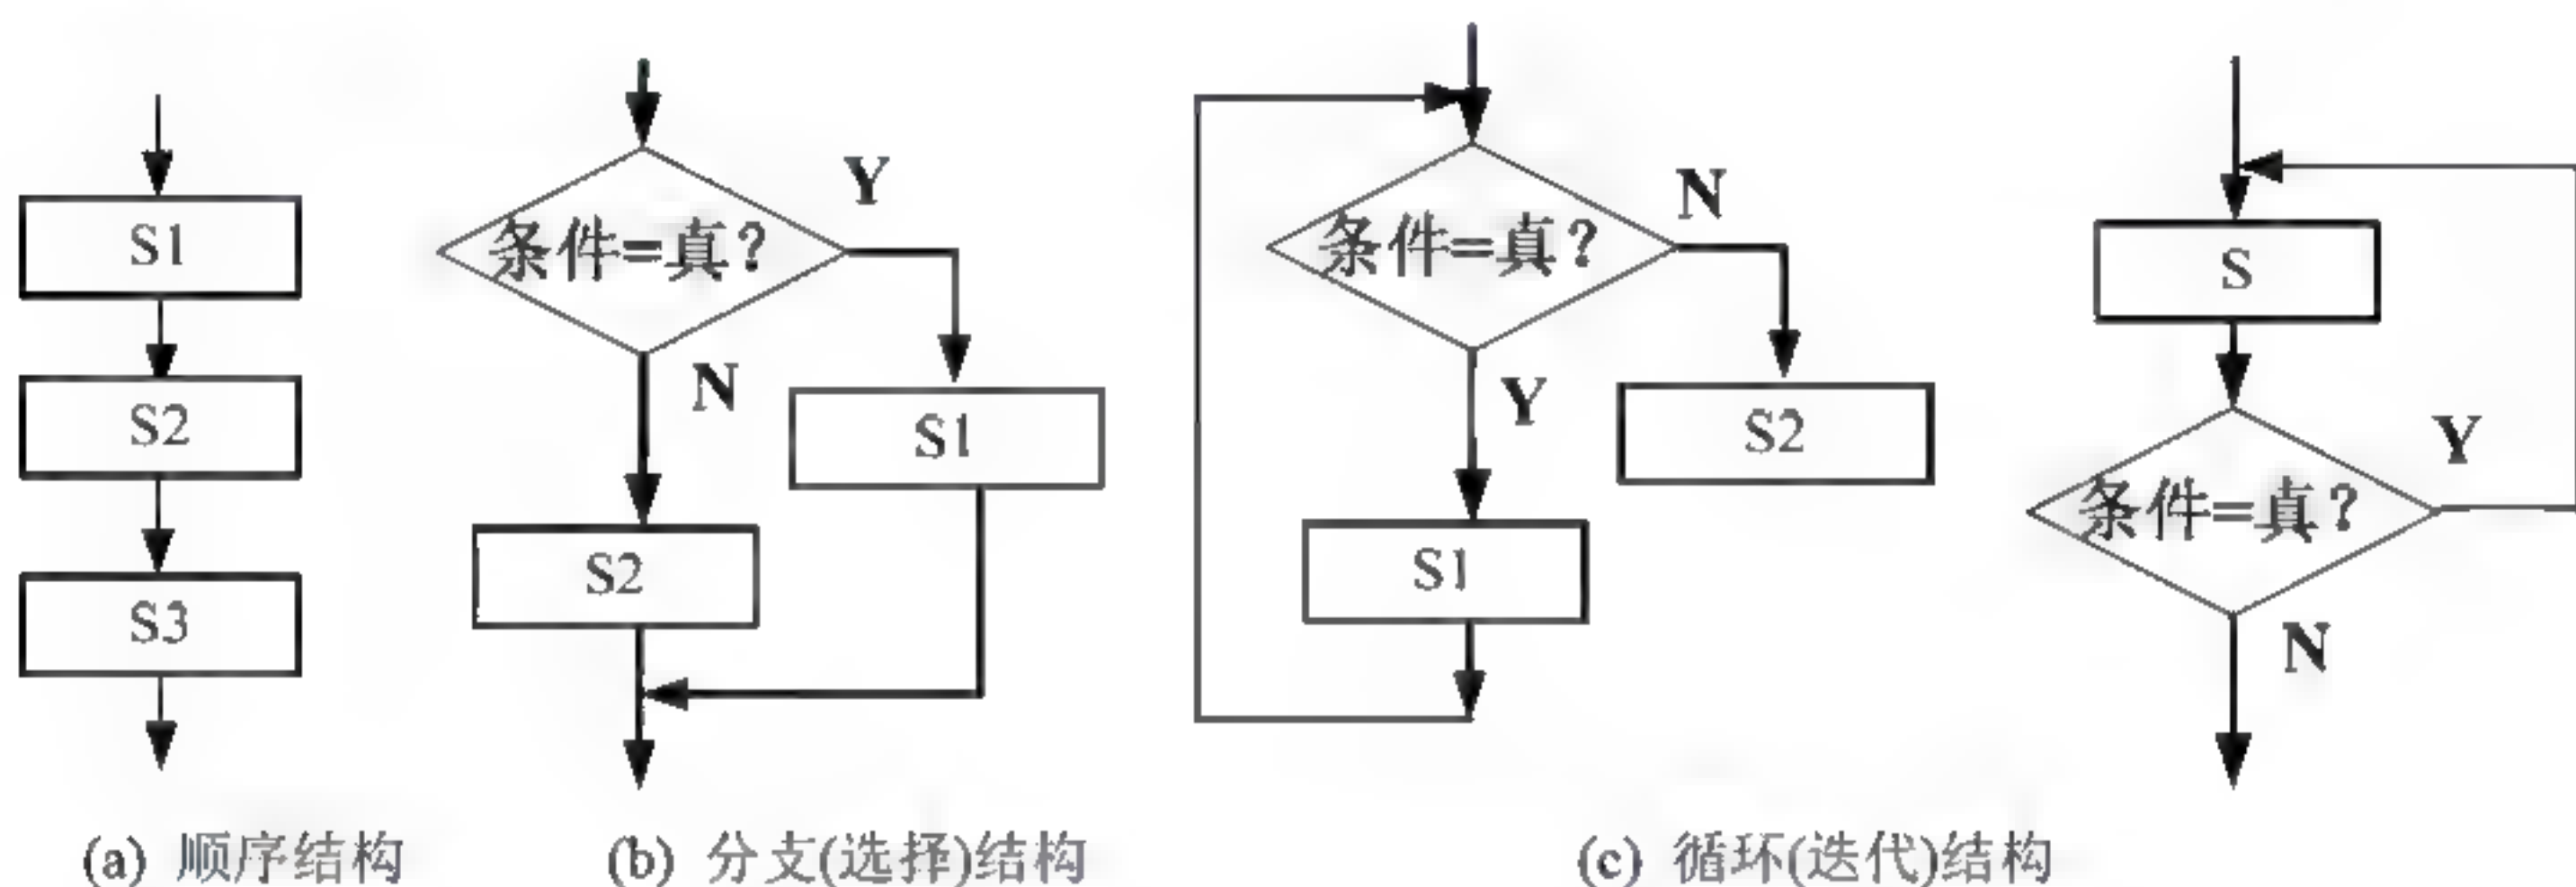 S1
S2
S3
(a) 顺序结构
条件=真?
Y
N
S1
S2
(b) 分支(选择)结构
条件=真?
N
Y
S2
S1
S
条件=真?
Y
N
(c) 循环(迭代)结构